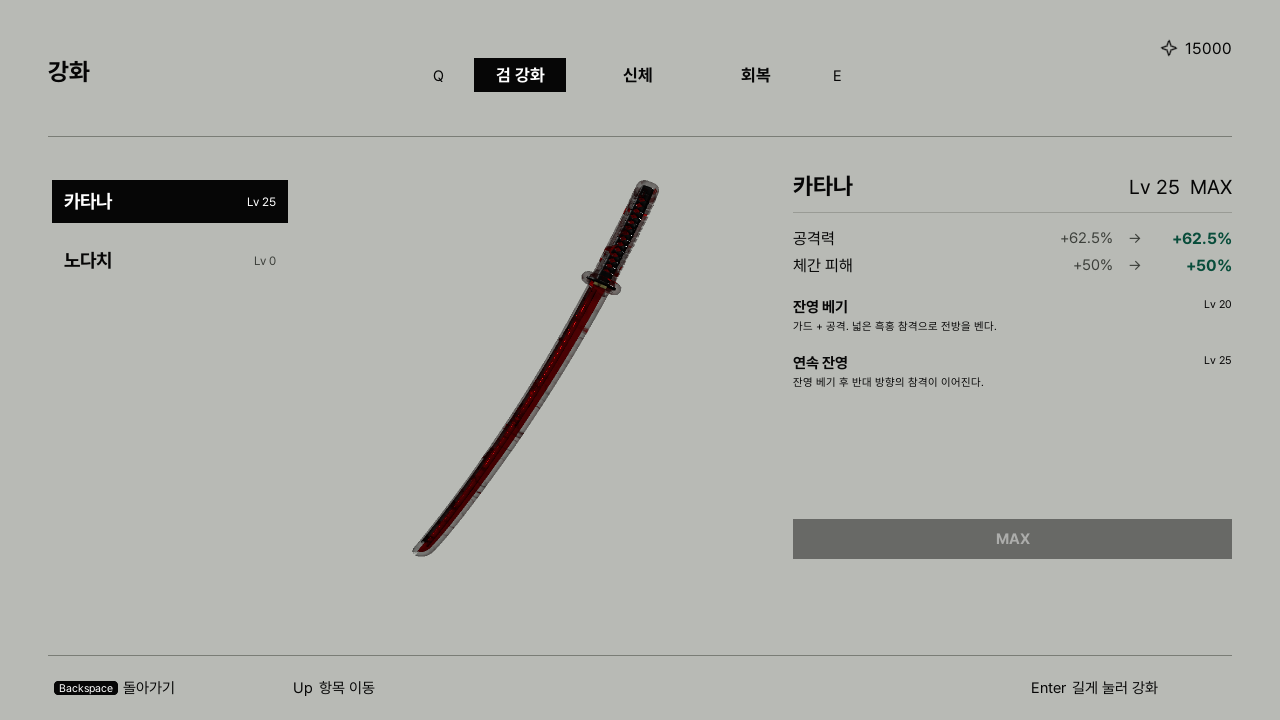 강화
Q 검 강화 신체 회복 E
15000
카타나 Lv 25
노다치 Lv 0
카타나 Lv 25 MAX
공격력 +62.5% → +62.5%
체간 피해 +50% → +50%
잔영 베기 Lv 20
가드 + 공격. 넓은 흑홍 참격으로 전방을 벤다.
연속 잔영 Lv 25
잔영 베기 후 반대 방향의 참격이 이어진다.
MAX
Backspace 돌아가기 Up 항목 이동 Enter 길게 눌러 강화